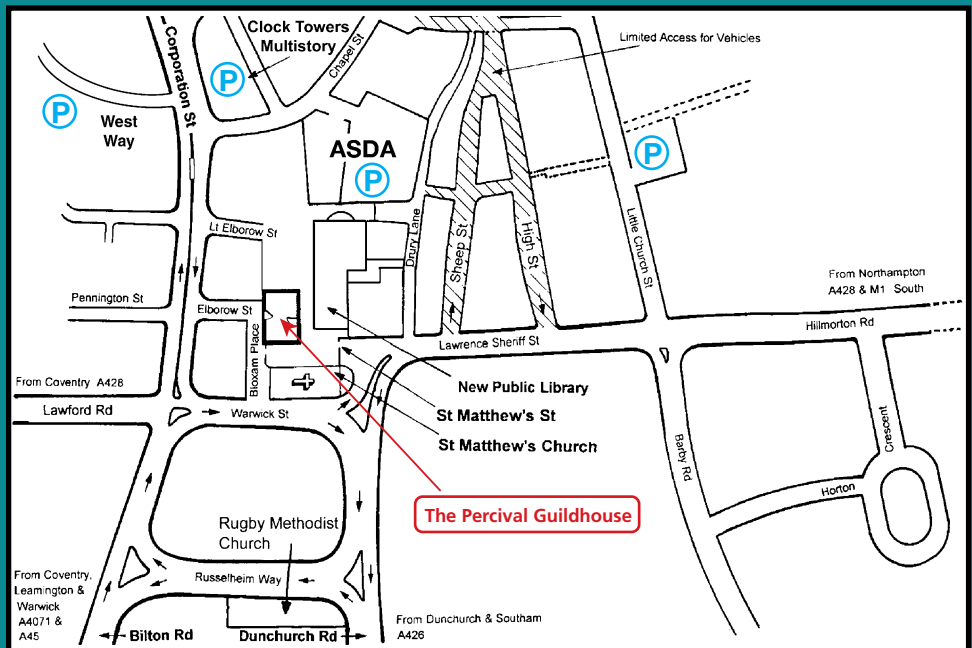 Clock Towers
Multistory
Corporation St
Chapel St
Limited Access for Vehicles
P
P
West
Way
ASDA
P
P
Lt Elborow St
Drury Lane
Sheep St
High St
Little Church St
From Northampton
A428 & M1 South
Pennington St
Elborow St
Bloxam Place
Hillmorton Rd
Lawrence Sheriff St
From Coventry A428
Lawford Rd
Warwick St
New Public Library
St Matthew's St
St Matthew's Church
Barby Rd
Crescent
Horton
The Percival Guildhouse
Rugby Methodist
Church
Russelheim Way
From Coventry,
Leamington &
Warwick
A4071 &
A45
Bilton Rd
Dunchurch Rd
From Dunchurch & Southam
A426